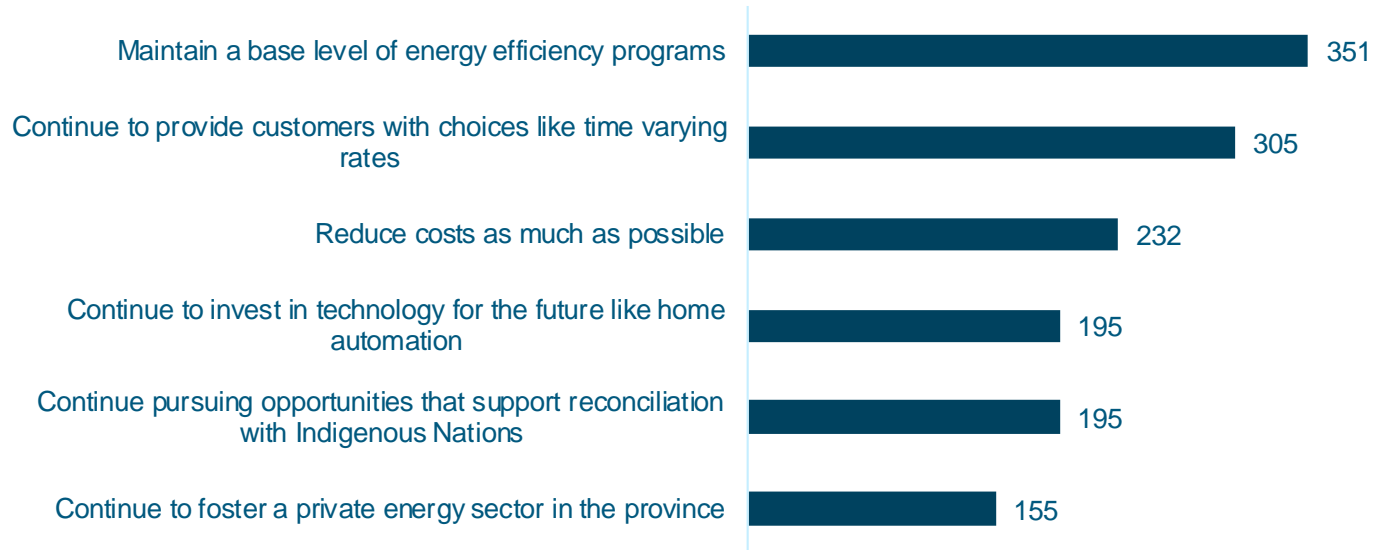 Maintain a base level of energy efficiency programs
351
Continue to provide customers with choices like time varying
rates
305
Reduce costs as much as possible
232
Continue to invest in technology for the future like home
automation
195
Continue pursuing opportunities that support reconciliation
with Indigenous Nations
195
Continue to foster a private energy sector in the province
155